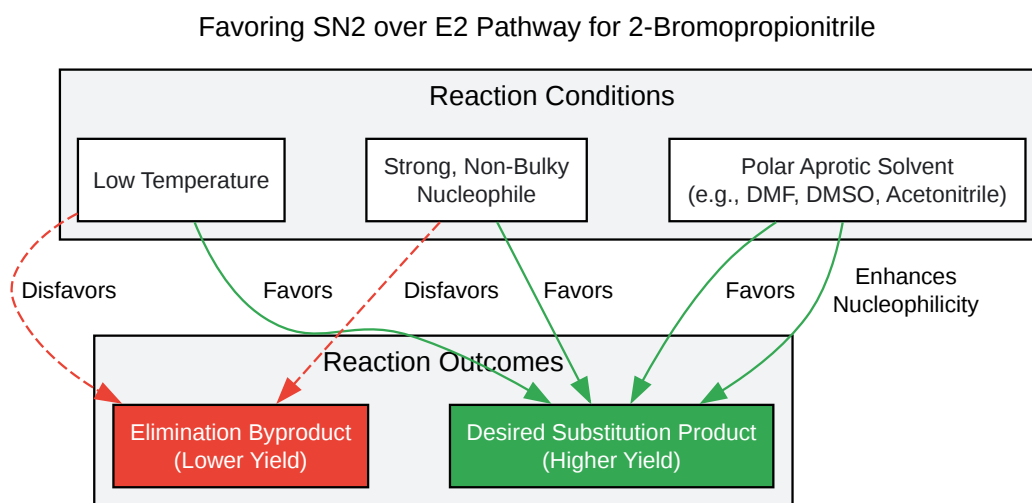 Favoring SN2 over E2 Pathway for 2-Bromopropionitrile
Reaction Conditions
Low Temperature
Strong, Non-Bulky
Nucleophile
Polar Aprotic Solvent
(e.g., DMF, DMSO, Acetonitrile)
Disfavors
Favors
Disfavors
Favors
Favors
Enhances
Nucleophilicity
Reaction Outcomes
Elimination Byproduct
(Lower Yield)
Desired Substitution Product
(Higher Yield)